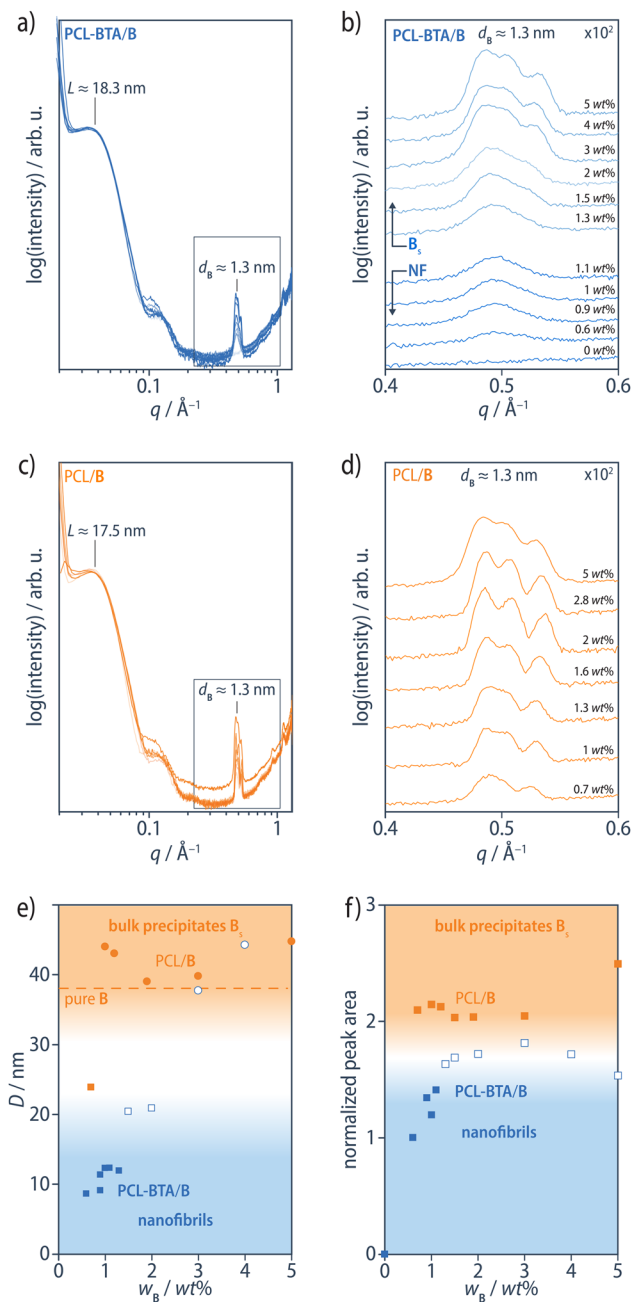 a)
PCL-BTA/B
L ≈ 18.3 nm
d_B ≈ 1.3 nm
log(intensity) / arb. u.
0.1
1
q / Å⁻¹
b)
PCL-BTA/B
d_B ≈ 1.3 nm
x10²
5 wt%
4 wt%
3 wt%
2 wt%
1.5 wt%
1.3 wt%
B_s
NF
1.1 wt%
1 wt%
0.9 wt%
0.6 wt%
0 wt%
log(intensity) / arb. u.
0.4
0.5
0.6
q / Å⁻¹
c)
PCL/B
L ≈ 17.5 nm
d_B ≈ 1.3 nm
log(intensity) / arb. u.
0.1
1
q / Å⁻¹
d)
PCL/B
d_B ≈ 1.3 nm
x10²
5 wt%
2.8 wt%
2 wt%
1.6 wt%
1.3 wt%
1 wt%
0.7 wt%
log(intensity) / arb. u.
0.4
0.5
0.6
q / Å⁻¹
e)
bulk precipitates B_s
PCL/B
pure B
PCL-BTA/B
nanofibrils
D / nm
50
40
30
20
10
0
0
1
2
3
4
5
w_B / wt%
f)
bulk precipitates B_s
PCL/B
PCL-BTA/B
nanofibrils
normalized peak area
3
2
1
0
0
1
2
3
4
5
w_B / wt%